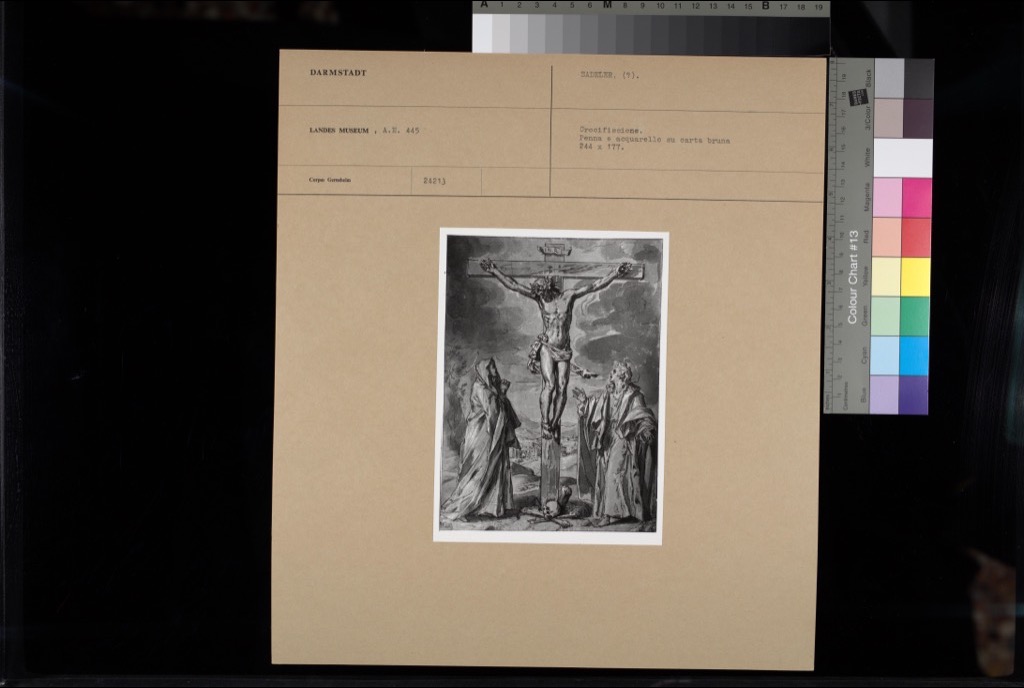 A 1 2 3 4 5 6 M 8 9 10 11 12 13 14 15 B 17 18 19
DARMSTADT
SADELER, (?).
LANDES MUSEUM , A.E. 445
Crocifissione.
Penna e acquarello su carta bruna
244 x 177.
Corpus Gernsheim
24213
Colour Chart #13
Black
3/Color
White
Magenta
Red
Yellow
Green
Cyan
Blue